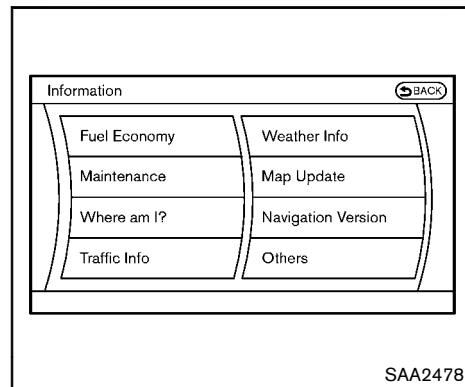 Information
BACK
Fuel Economy
Weather Info
Maintenance
Map Update
Where am I?
Navigation Version
Traffic Info
Others
SAA2478